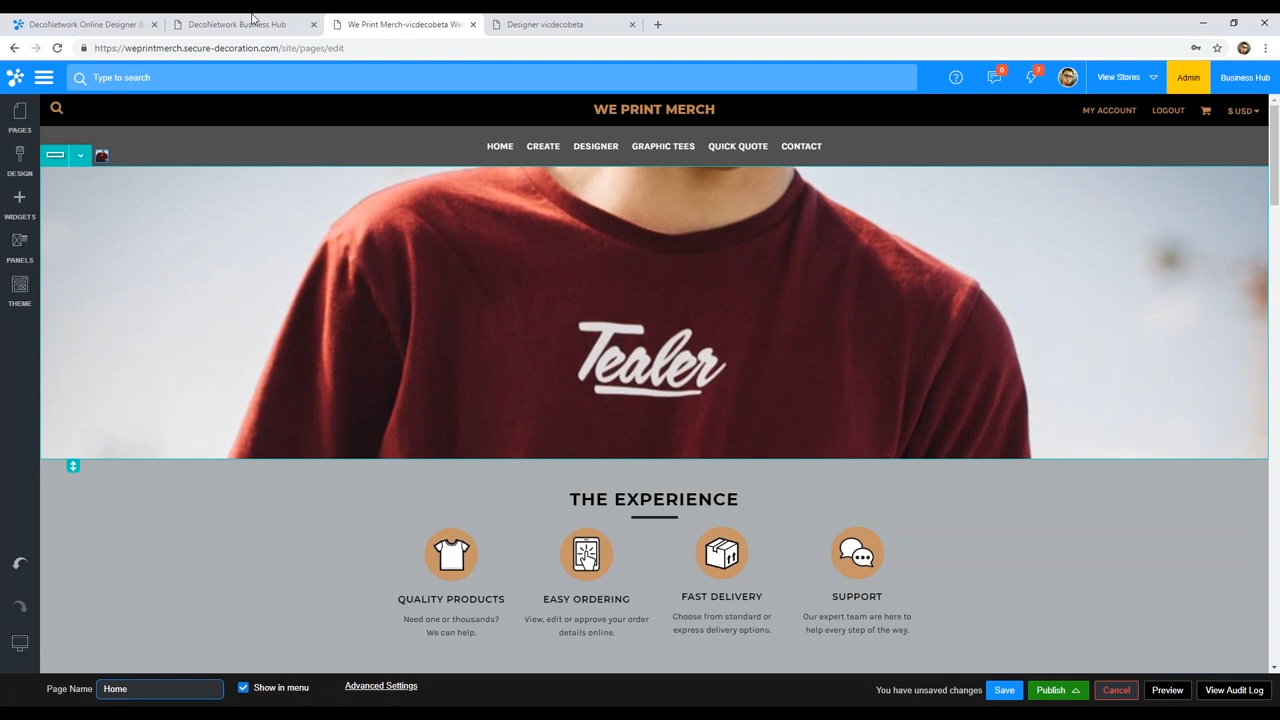 DecoNetwork Online Designer &
DecoNetwork Business Hub
We Print Merch-vicdecobeta We
Designer vicdecobeta
https://weprintmerch.secure-decoration.com/site/pages/edit
Type to search
0
7
View Stores
Admin
Business Hub
PAGES
DESIGN
WIDGETS
PANELS
THEME
WE PRINT MERCH
MY ACCOUNT
LOGOUT
$ USD
HOME
CREATE
DESIGNER
GRAPHIC TEES
QUICK QUOTE
CONTACT
Tealer
THE EXPERIENCE
QUALITY PRODUCTS
Need one or thousands?
We can help.
EASY ORDERING
View, edit or approve your order
details online.
FAST DELIVERY
Choose from standard or
express delivery options.
SUPPORT
Our expert team are here to
help every step of the way.
Page Name
Home
Show in menu
Advanced Settings
You have unsaved changes
Save
Publish
Cancel
Preview
View Audit Log